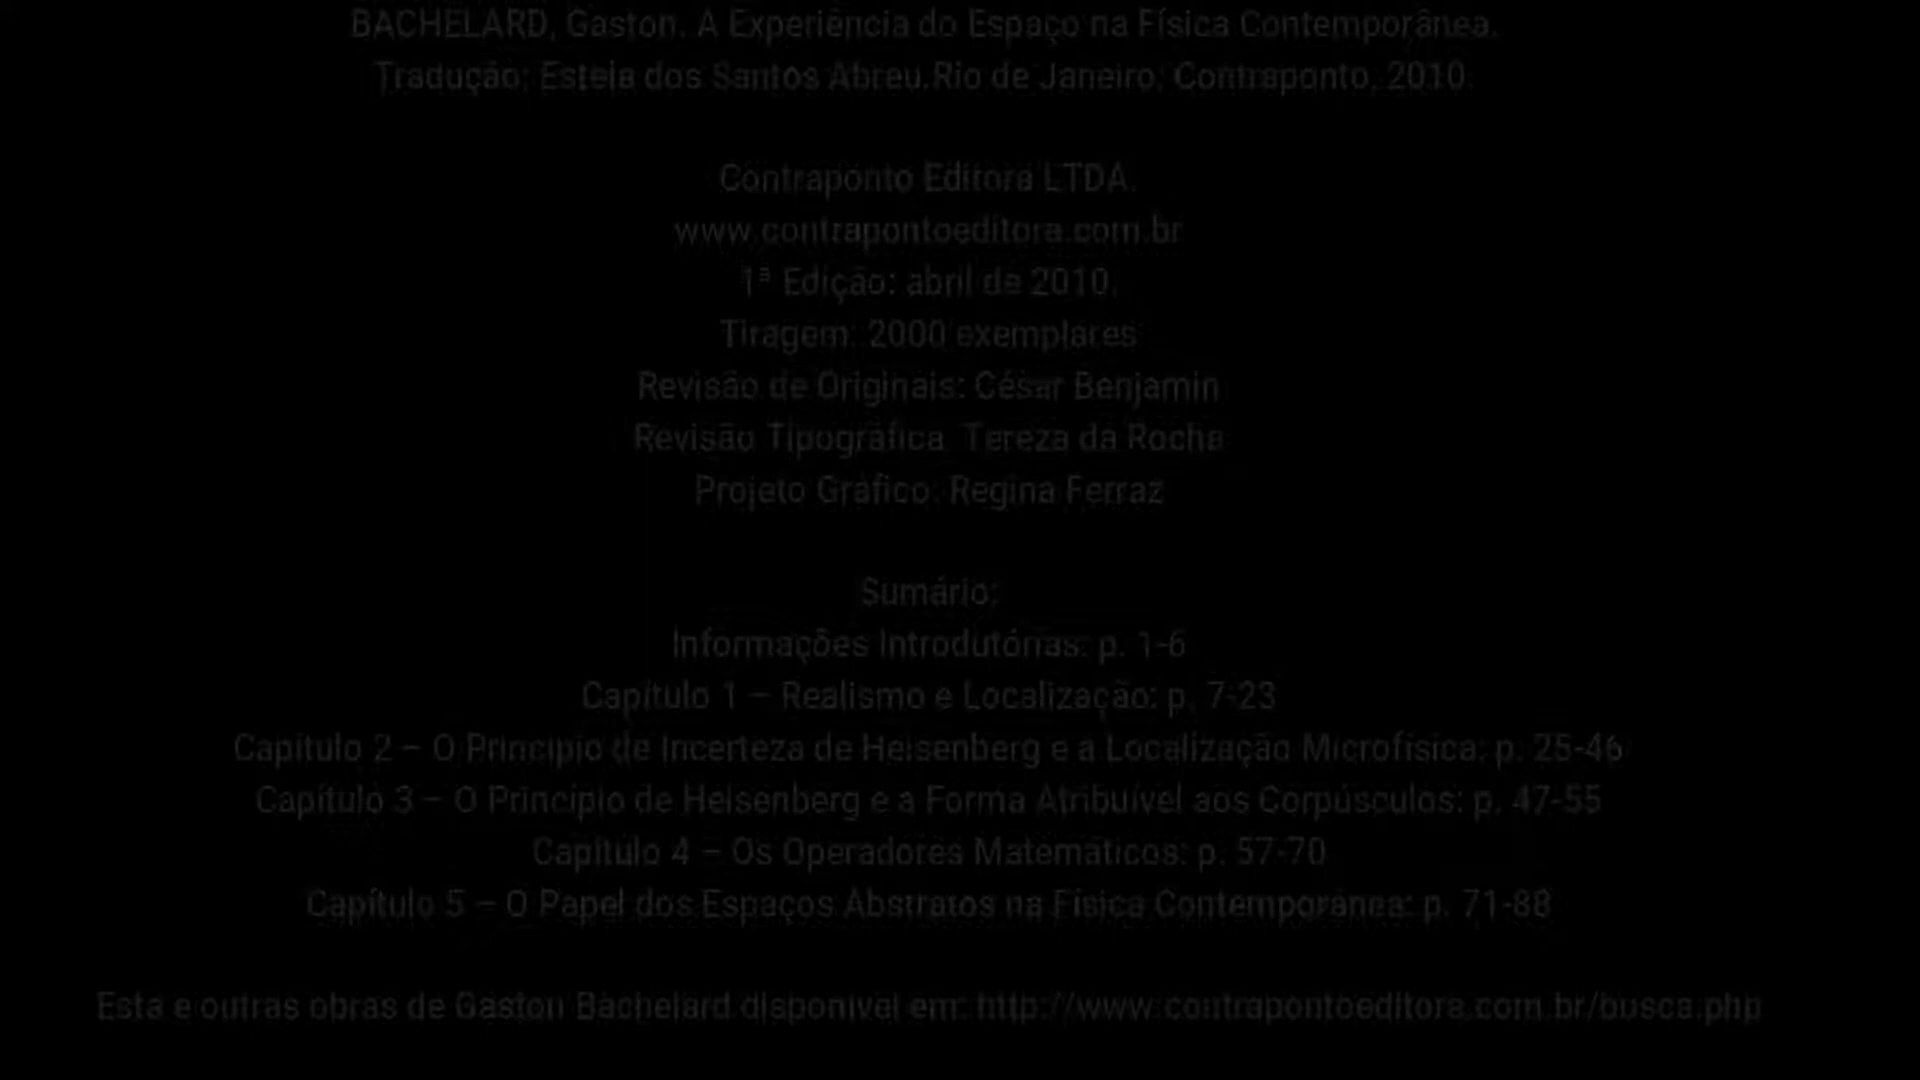 BACHELARD, Gaston. A Experiência do Espaço na Física Contemporânea.
Tradução: Estela dos Santos Abreu.Rio de Janeiro: Contraponto, 2010.
Contraponto Editora LTDA.
www.contrapontoeditora.com.br
1ª Edição: abril de 2010.
Tiragem: 2000 exemplares
Revisão de Originais: César Benjamin
Revisão Tipográfica: Tereza da Rocha
Projeto Gráfico: Regina Ferraz
Sumário:
Informações Introdutórias: p. 1-6
Capítulo 1 – Realismo e Localização: p. 7-23
Capítulo 2 – O Princípio de Incerteza de Heisenberg e a Localização Microfísica: p. 25-46
Capítulo 3 – O Princípio de Heisenberg e a Forma Atribuível aos Corpúsculos: p. 47-55
Capítulo 4 – Os Operadores Matemáticos: p. 57-70
Capítulo 5 – O Papel dos Espaços Abstratos na Física Contemporânea: p. 71-88
Esta e outras obras de Gaston Bachelard disponível em: http://www.contrapontoeditora.com.br/busca.php